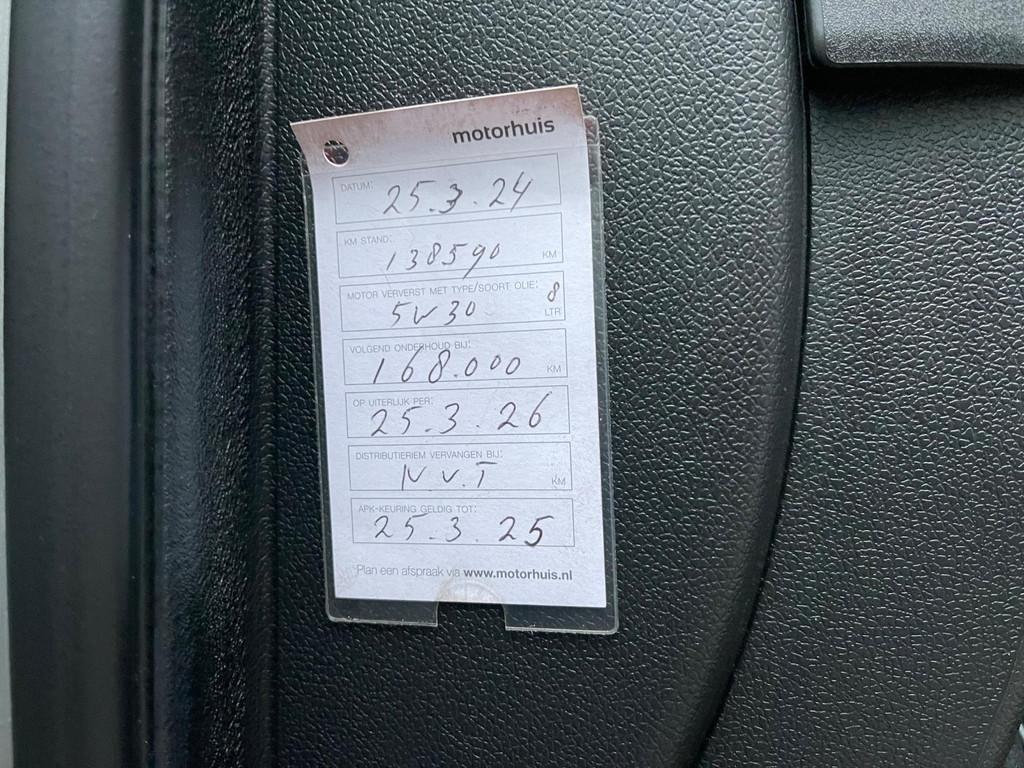 motorhuis
DATUM: 25.3.24
KM STAND: 138590 KM
MOTOR VERVERST MET TYPE/SOORT OLIE: 8
5W30 LTR
VOLGEND ONDERHOUD BIJ:
168.000 KM
OP UITERLIJK PER:
25.3.26
DISTRIBUTIERIEM VERVANGEN BIJ:
N.V.T KM
APK-KEURING GELDIG TOT:
25.3.25
Plan een afspraak via www.motorhuis.nl